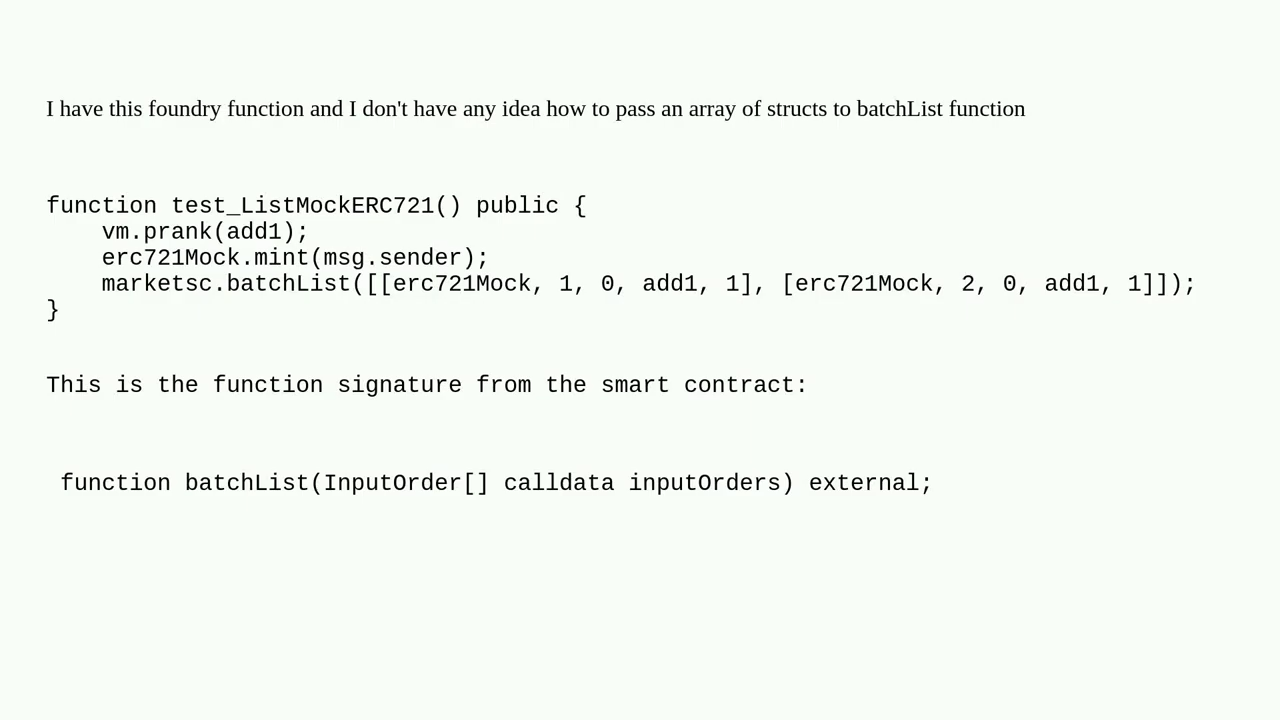 I have this foundry function and I don't have any idea how to pass an array of structs to batchList function
function test_ListMockERC721() public {
    vm.prank(add1);
    erc721Mock.mint(msg.sender);
    marketsc.batchList([[erc721Mock, 1, 0, add1, 1], [erc721Mock, 2, 0, add1, 1]]);
}
This is the function signature from the smart contract:
 function batchList(InputOrder[] calldata inputOrders) external;